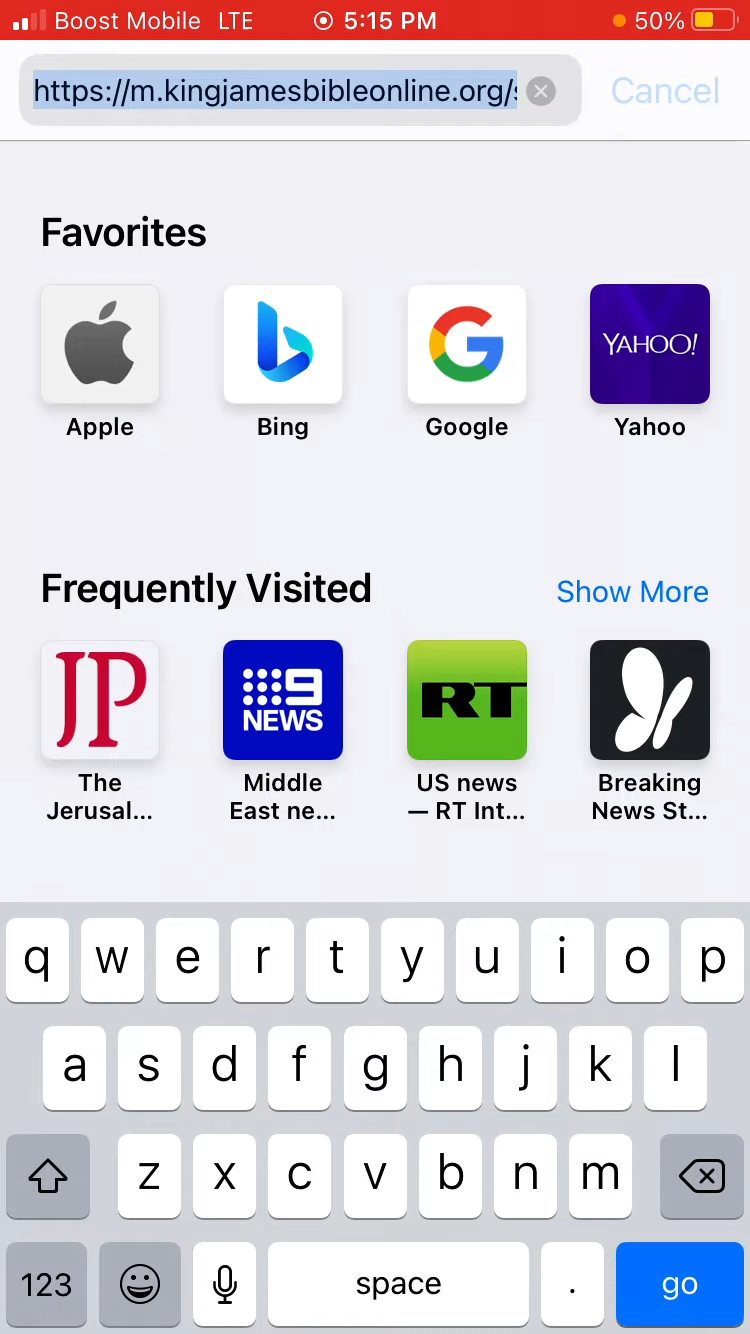 Boost Mobile LTE 5:15 PM 50%
https://m.kingjamesbibleonline.org/s Cancel
Favorites
YAHOO!
Apple Bing Google Yahoo
Frequently Visited Show More
JP 9 NEWS RT
The Middle US news Breaking
Jerusal... East ne... — RT Int... News St...
q w e r t y u i o p
a s d f g h j k l
z x c v b n m
123 space . go